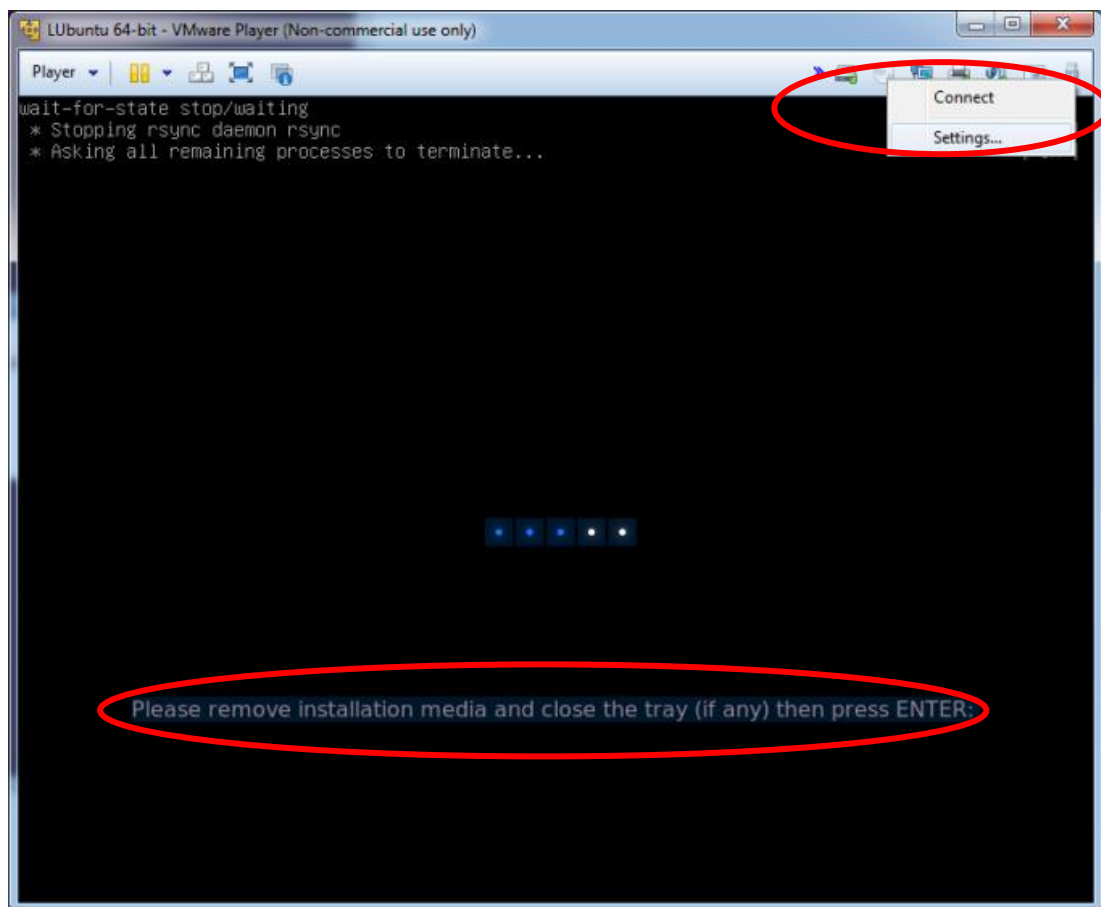 LUbuntu 64-bit - VMware Player (Non-commercial use only)
Player
Connect
Settings...
wait-for-state stop/waiting
* Stopping rsync daemon rsync
* Asking all remaining processes to terminate...
Please remove installation media and close the tray (if any) then press ENTER: